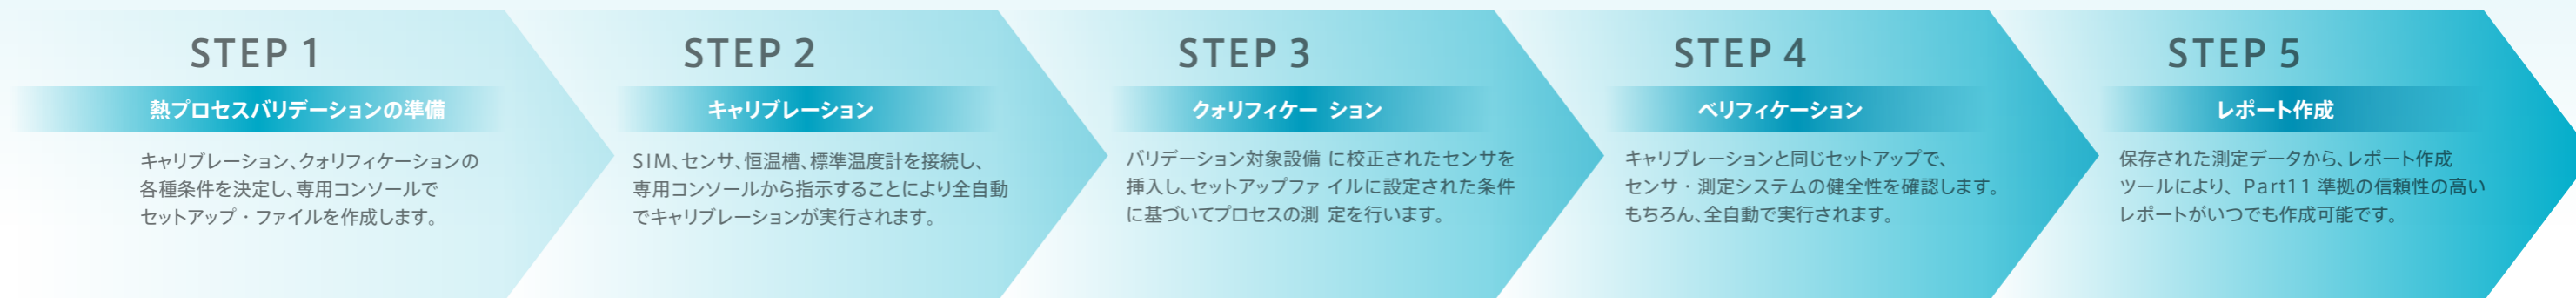 STEP 1
熱プロセスバリデーションの準備
キャリブレーション、クォリフィケーションの
各種条件を決定し、専用コンソールで
セットアップ・ファイルを作成します。
STEP 2
キャリブレーション
SIM、センサ、恒温槽、標準温度計を接続し、
専用コンソールから指示することにより全自動
でキャリブレーションが実行されます。
STEP 3
クォリフィケー ション
バリデーション対象設備 に校正されたセンサを
挿入し、セットアップファ イルに設定された条件
に基づいてプロセスの測 定を行います。
STEP 4
ベリフィケーション
キャリブレーションと同じセットアップで、
センサ・測定システムの健全性を確認します。
もちろん、全自動で実行されます。
STEP 5
レポート作成
保存された測定データから、レポート作成
ツールにより、Part11 準拠の信頼性の高い
レポートがいつでも作成可能です。